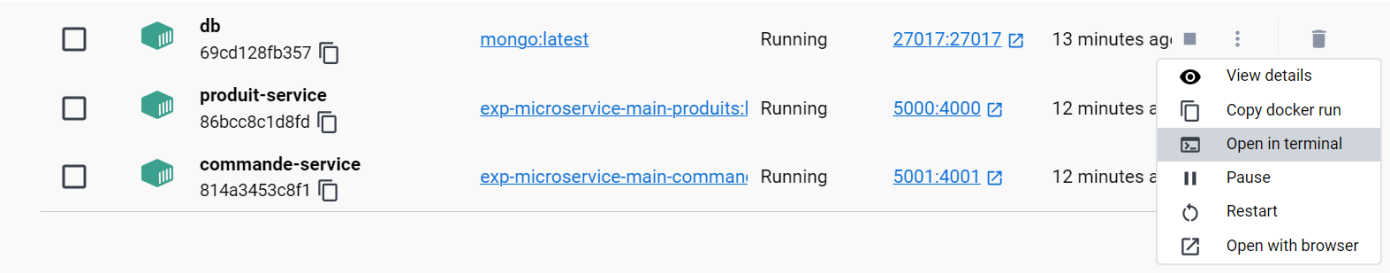 db
69cd128fb357
mongo:latest
Running
27017:27017
13 minutes ago
produit-service
86bcc8c1d8fd
exp-microservice-main-produits:l
Running
5000:4000
12 minutes a
commande-service
814a3453c8f1
exp-microservice-main-comman
Running
5001:4001
12 minutes a
View details
Copy docker run
Open in terminal
Pause
Restart
Open with browser